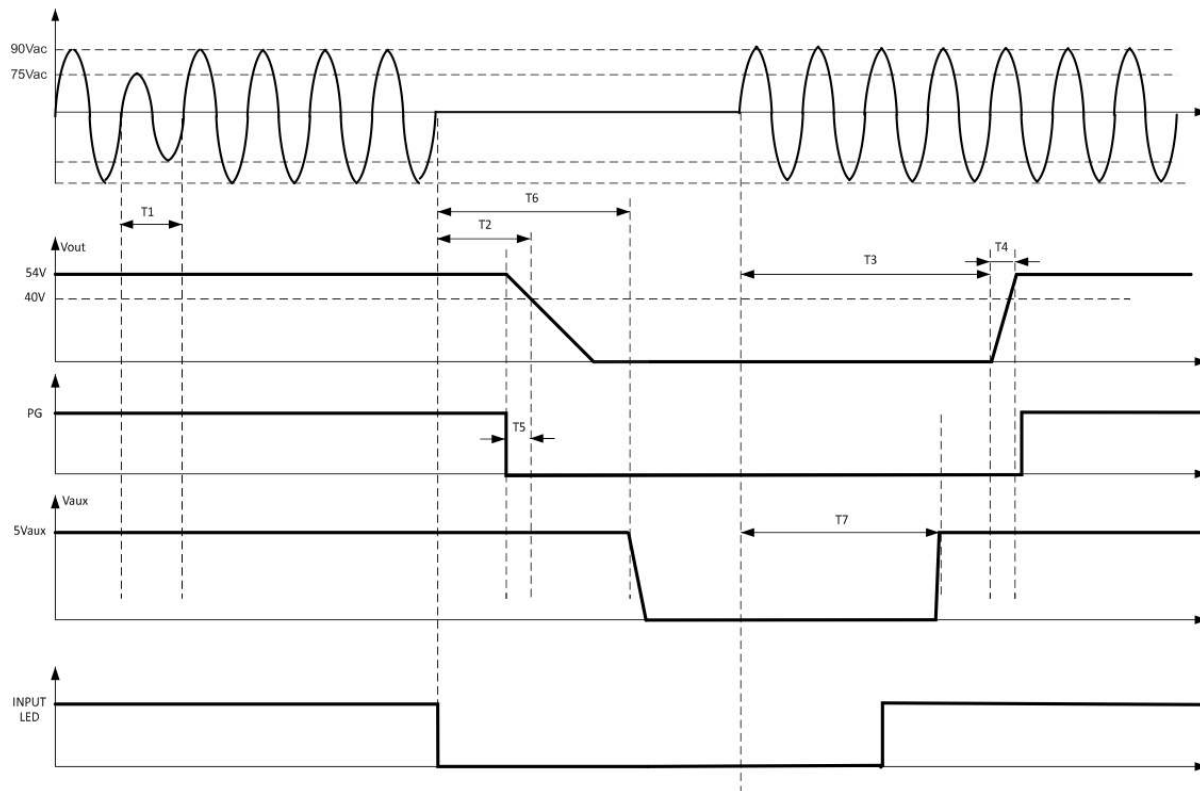 90Vac
75Vac
T1
T6
T2
Vout
54V
40V
T3
T4
PG
T5
Vaux
5Vaux
T7
INPUT
LED